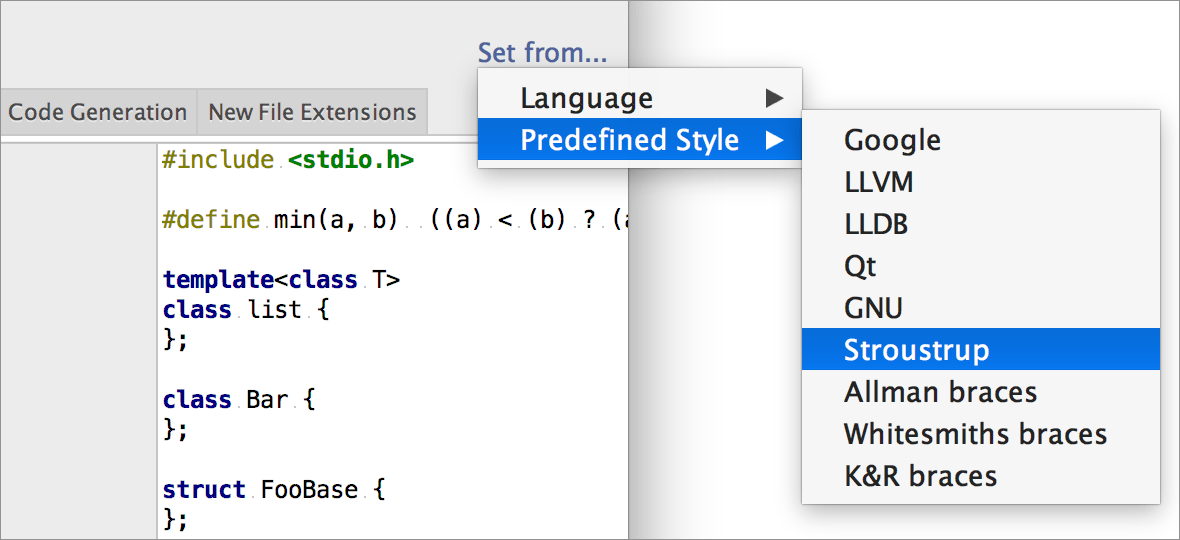 Set from...
Language
Predefined Style
Google
LLVM
LLDB
Qt
GNU
Stroustrup
Allman braces
Whitesmiths braces
K&R braces
Code Generation
New File Extensions
#include <stdio.h>
#define min(a, b)  ((a) < (b) ? (a
template<class T>
class list {
};
class Bar {
};
struct FooBase {
};